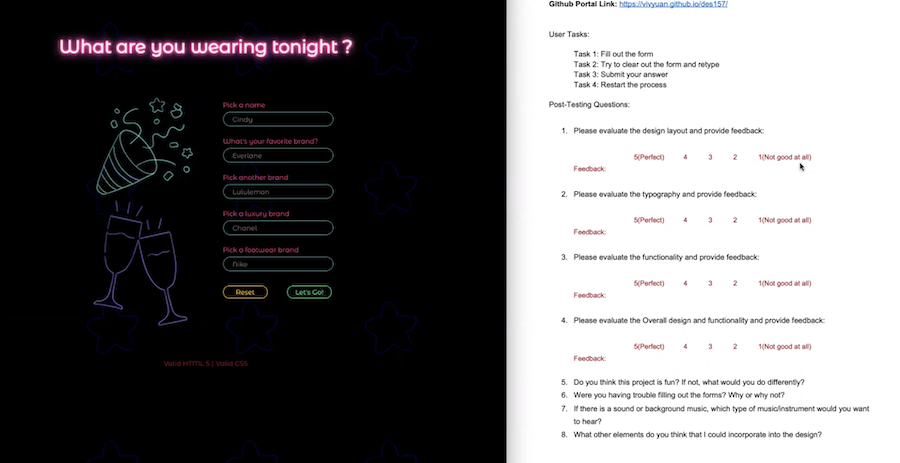 What are you wearing tonight ?
Pick a name
Cindy
What's your favorite brand?
Everlane
Pick another brand
Lululemon
Pick a luxury brand
Chanel
Pick a footwear brand
Nike
Reset
Let's Go!
Valid HTML 5 | Valid CSS
Github Portal Link: https://vivyuan.github.io/des157/
User Tasks:
Task 1: Fill out the form
Task 2: Try to clear out the form and retype
Task 3: Submit your answer
Task 4: Restart the process
Post-Testing Questions:
1. Please evaluate the design layout and provide feedback:
5(Perfect) 4 3 2 1(Not good at all)
Feedback:
2. Please evaluate the typography and provide feedback:
5(Perfect) 4 3 2 1(Not good at all)
Feedback:
3. Please evaluate the functionality and provide feedback:
5(Perfect) 4 3 2 1(Not good at all)
Feedback:
4. Please evaluate the Overall design and functionality and provide feedback:
5(Perfect) 4 3 2 1(Not good at all)
Feedback:
5. Do you think this project is fun? If not, what would you do differently?
6. Were you having trouble filling out the forms? Why or why not?
7. If there is a sound or background music, which type of music/instrument would you want
to hear?
8. What other elements do you think that I could incorporate into the design?